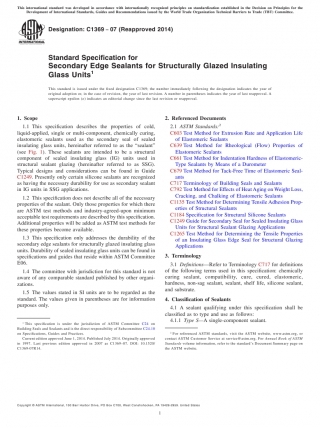 This international standard was developed in accordance with internationally recognized principles on standardization established in the Decision on Principles for the
Development of International Standards, Guides and Recommendations issued by the World Trade Organization Technical Barriers to Trade (TBT) Committee.
Designation: C1369 − 07 (Reapproved 2014)
Standard Specification for
Secondary Edge Sealants for Structurally Glazed Insulating
Glass Units1
This standard is issued under the fixed designation C1369; the number immediately following the designation indicates the year of
original adoption or, in the case of revision, the year of last revision. A number in parentheses indicates the year of last reapproval. A
superscript epsilon (ε) indicates an editorial change since the last revision or reapproval.
1. Scope
1.1 This specification describes the properties of cold,
liquid-applied, single or multi-component, chemically curing,
elastomeric sealants used as the secondary seal of sealed
insulating glass units, hereinafter referred to as the “sealant”
(see Fig. 1). These sealants are intended to be a structural
component of sealed insulating glass (IG) units used in
structural sealant glazing (hereinafter referred to as SSG).
Typical designs and considerations can be found in Guide
C1249. Presently only certain silicone sealants are recognized
as having the necessary durability for use as secondary sealant
in IG units in SSG applications.
1.2 This specification does not describe all of the necessary
properties of the sealant. Only those properties for which there
are ASTM test methods and industry-agreed-upon minimum
acceptable test requirements are described by this specification.
Additional properties will be added as ASTM test methods for
these properties become available.
1.3 This specification only addresses the durability of the
secondary edge sealants for structurally glazed insulating glass
units. Durability of sealed insulating glass units can be found in
specifications and guides that reside within ASTM Committee
E06.
1.4 The committee with jurisdiction for this standard is not
aware of any comparable standard published by other organi-
zations.
1.5 The values stated in SI units are to be regarded as the
standard. The values given in parentheses are for information
purposes only.
1 This specification is under the jurisdiction of ASTM Committee C24 on
Building Seals and Sealants and is the direct responsibility of Subcommittee C24.10
on Specifications, Guides and Practices.
Current edition approved June 1, 2014. Published July 2014. Originally approved
in 1997. Last previous edition approved in 2007 as C1369–07. DOI: 10.1520/
C1369-07R14.
2. Referenced Documents
2.1 ASTM Standards:2
C603 Test Method for Extrusion Rate and Application Life
of Elastomeric Sealants
C639 Test Method for Rheological (Flow) Properties of
Elastomeric Sealants
C661 Test Method for Indentation Hardness of Elastomeric-
Type Sealants by Means of a Durometer
C679 Test Method for Tack-Free Time of Elastomeric Seal-
ants
C717 Terminology of Building Seals and Sealants
C792 Test Method for Effects of Heat Aging on Weight Loss,
Cracking, and Chalking of Elastomeric Sealants
C1135 Test Method for Determining Tensile Adhesion Prop-
erties of Structural Sealants
C1184 Specification for Structural Silicone Sealants
C1249 Guide for Secondary Seal for Sealed Insulating Glass
Units for Structural Sealant Glazing Applications
C1265 Test Method for Determining the Tensile Properties
of an Insulating Glass Edge Seal for Structural Glazing
Applications
3. Terminology
3.1 Definitions—Refer to Terminology C717 for definitions
of the following terms used in this specification: chemically
curing sealant, compatibility, cure, cured, elastomeric,
hardness, non-sag sealant, sealant, shelf life, silicone sealant,
and substrate
4. Classification of Sealants
4.1 A sealant qualifying under this specification shall be
classified as to type and use as follows:
4.1.1 Type S—A single-component sealant.
2 For referenced ASTM standards, visit the ASTM website, www.astm.org, or
contact ASTM Customer Service at service@astm.org. For Annual Book of ASTM
Standards volume information, refer to the standard's Document Summary page on
the ASTM website.
Copyright © ASTM International, 100 Barr Harbor Drive, PO Box C700, West Conshohocken, PA 19428-2959. United States
1